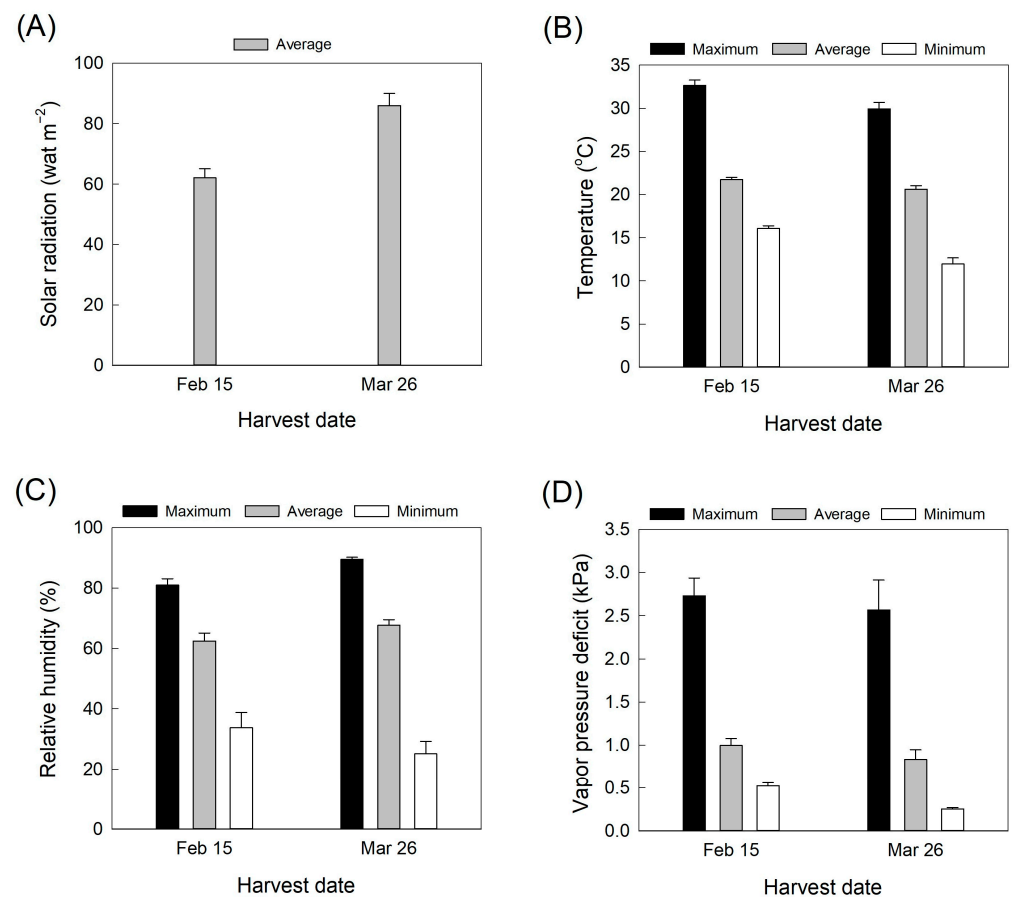 (A)
Average
Solar radiation (wat m⁻²)
100
80
60
40
20
0
Feb 15 Mar 26
Harvest date
(B)
Maximum Average Minimum
Temperature (°C)
35
30
25
20
15
10
5
0
Feb 15 Mar 26
Harvest date
(C)
Maximum Average Minimum
Relative humidity (%)
100
80
60
40
20
0
Feb 15 Mar 26
Harvest date
(D)
Maximum Average Minimum
Vapor pressure deficit (kPa)
3.5
3.0
2.5
2.0
1.5
1.0
0.5
0.0
Feb 15 Mar 26
Harvest date